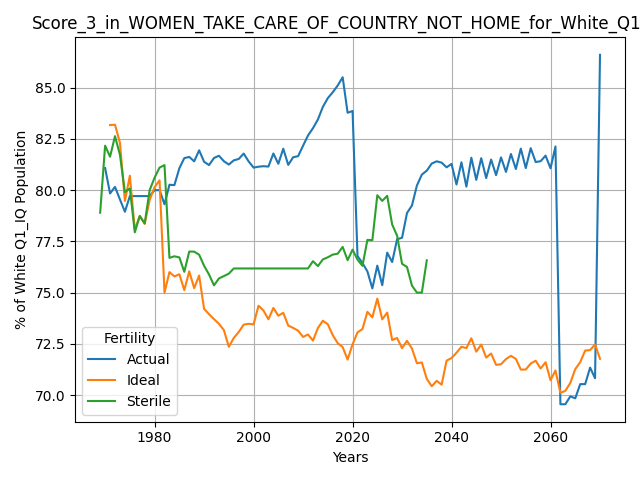 Score_3_in_WOMEN_TAKE_CARE_OF_COUNTRY_NOT_HOME_for_White_Q1
% of White Q1_IQ Population
85.0
82.5
80.0
77.5
75.0
72.5
70.0
Fertility
Actual
Ideal
Sterile
1980 2000 2020 2040 2060
Years